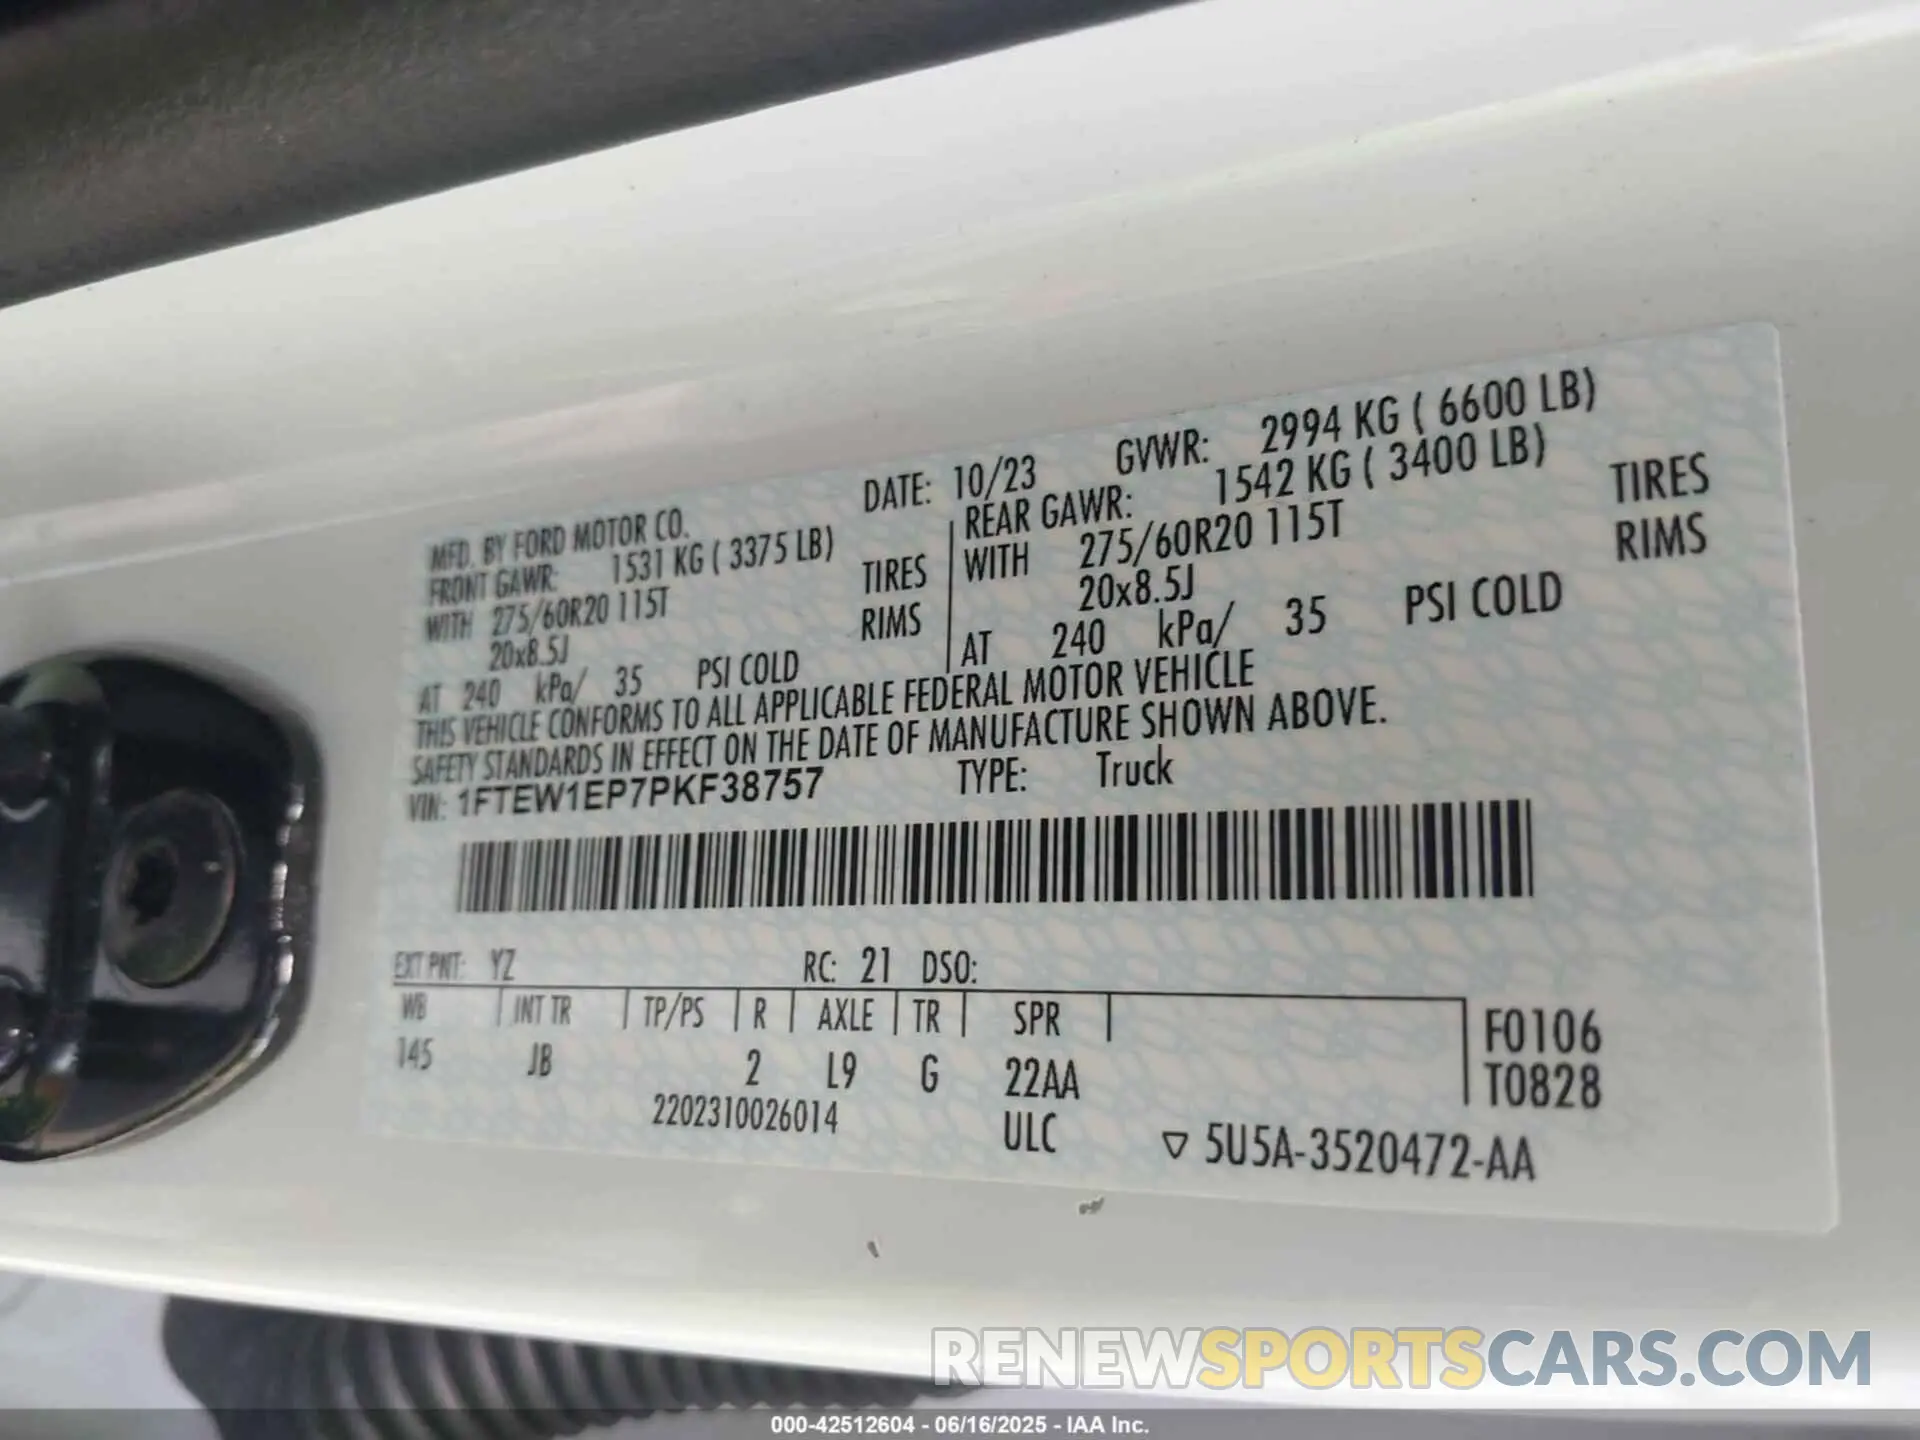 MFD. BY FORD MOTOR CO.
DATE: 10/23 GVWR: 2994 KG ( 6600 LB)
FRONT GAWR: 1531 KG ( 3375 LB)
REAR GAWR: 1542 KG ( 3400 LB)
WITH 275/60R20 115T TIRES
WITH 275/60R20 115T TIRES
20x8.5J RIMS
20x8.5J RIMS
AT 240 kPa/ 35 PSI COLD
AT 240 kPa/ 35 PSI COLD
THIS VEHICLE CONFORMS TO ALL APPLICABLE FEDERAL MOTOR VEHICLE
SAFETY STANDARDS IN EFFECT ON THE DATE OF MANUFACTURE SHOWN ABOVE.
VIN: 1FTEW1EP7PKF38757 TYPE: Truck
EXT PNT: YZ RC: 21 DSO:
WB INT TR TP/PS R AXLE TR SPR
145 JB 2 L9 G 22AA
F0106
T0828
2202310026014 ULC ▽ 5U5A-3520472-AA
RENEWSPORTSCARS.COM
000-42512604 - 06/16/2025 - IAA Inc.